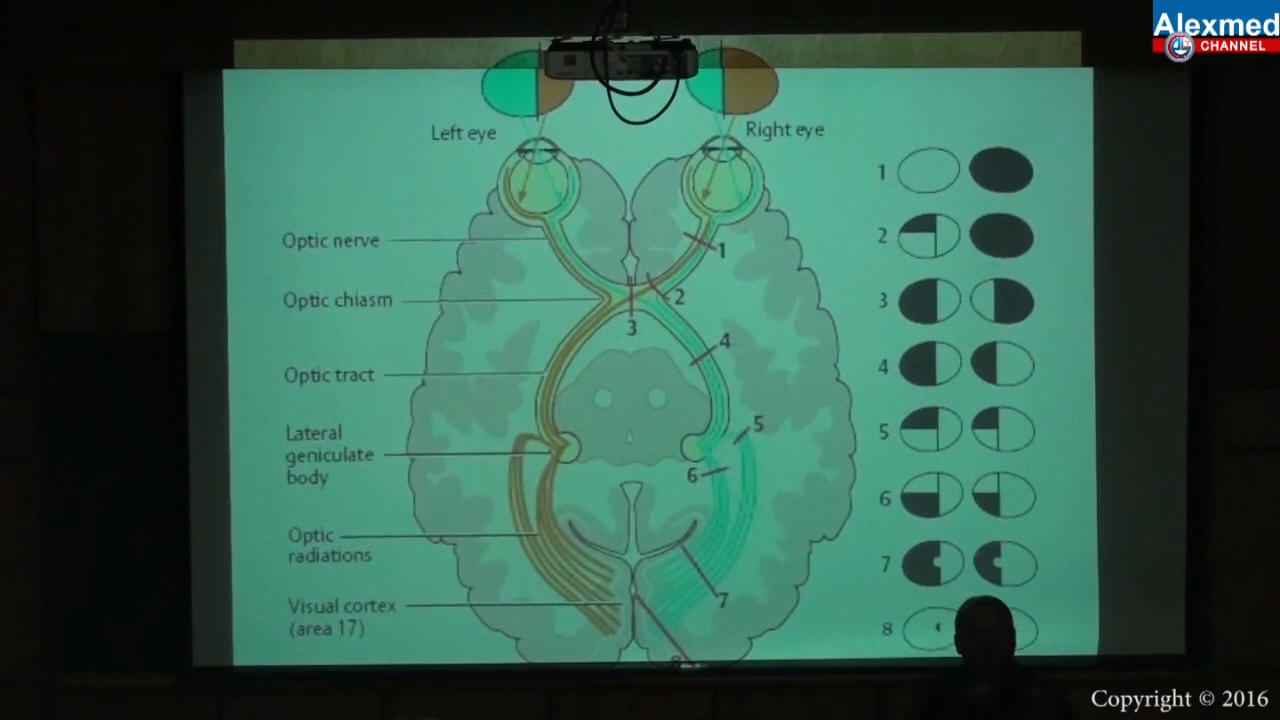 Alexmed
CHANNEL
Left eye
Right eye
Optic nerve
Optic chiasm
Optic tract
Lateral
geniculate
body
Optic
radiations
Visual cortex
(area 17)
1
2
3
4
5
6
7
8
1
2
3
4
5
6
7
8
Copyright © 2016